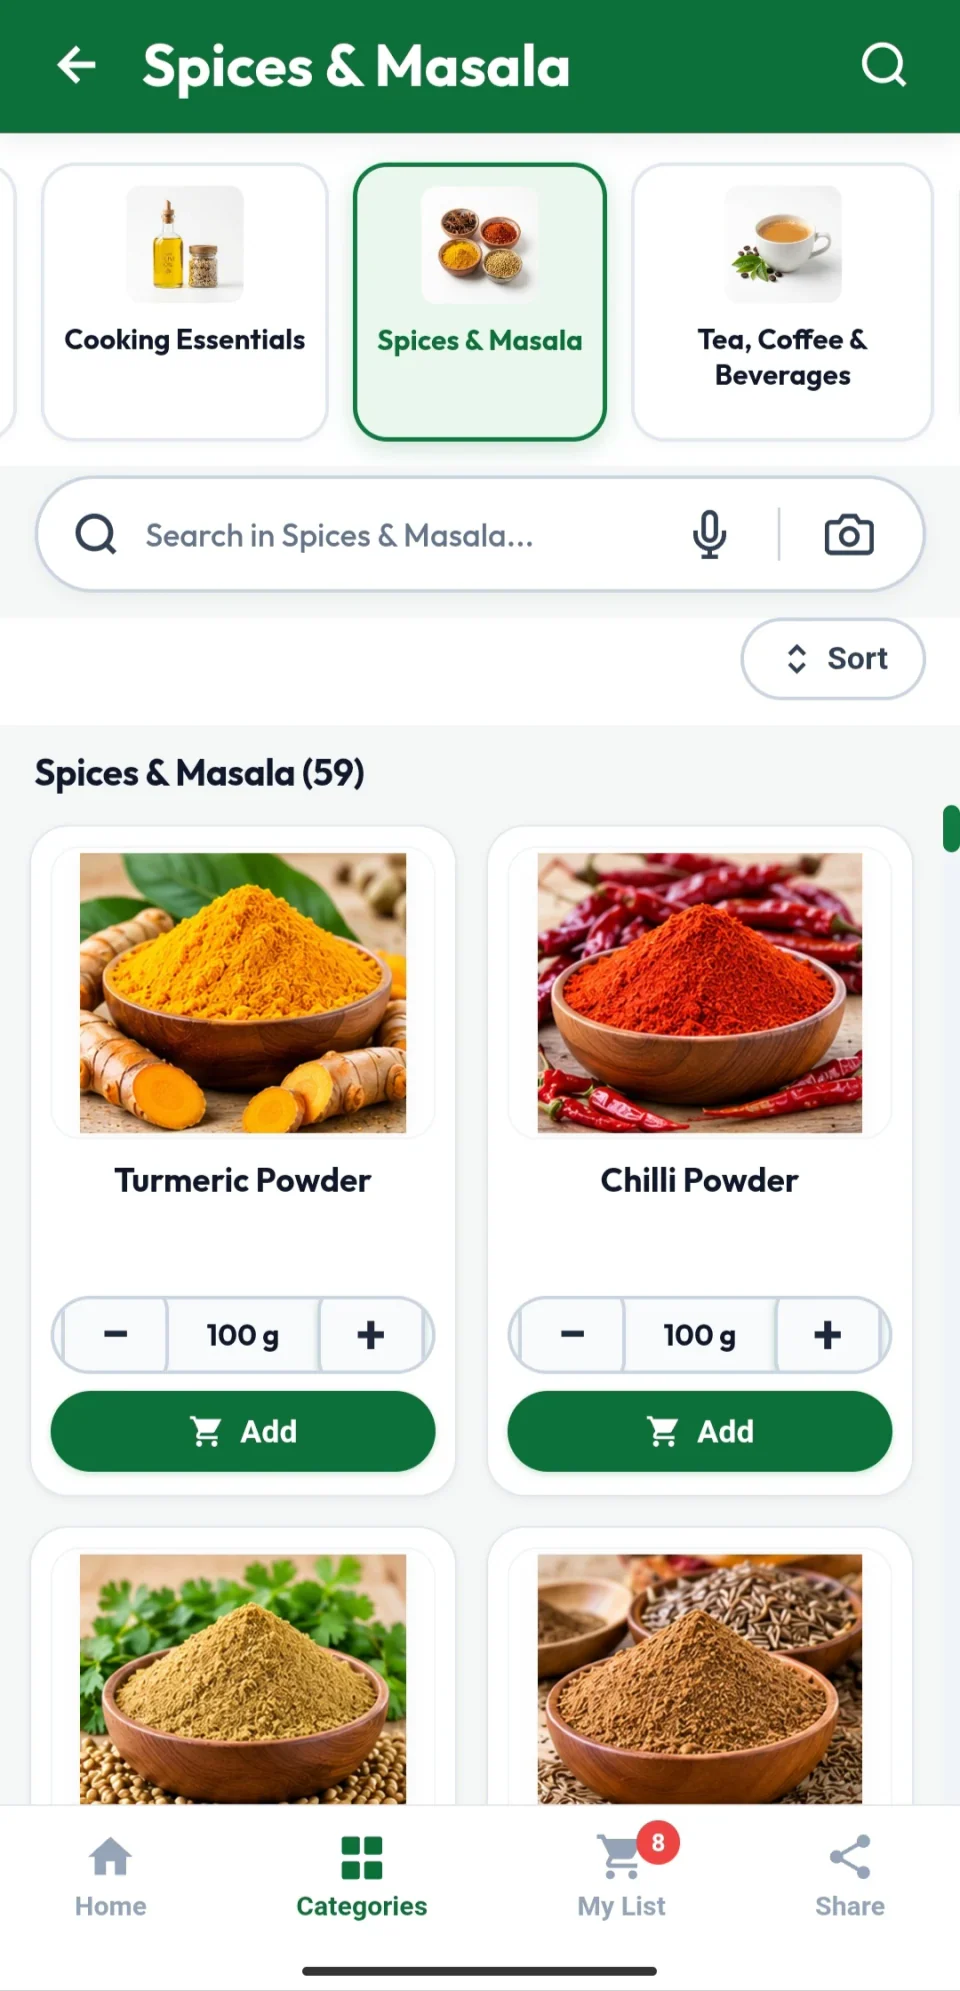 Spices & Masala
Cooking Essentials
Spices & Masala
Tea, Coffee &
Beverages
Search in Spices & Masala...
Sort
Spices & Masala (59)
Turmeric Powder
Chilli Powder
− 100 g +
− 100 g +
Add
Add
8
Home
Categories
My List
Share